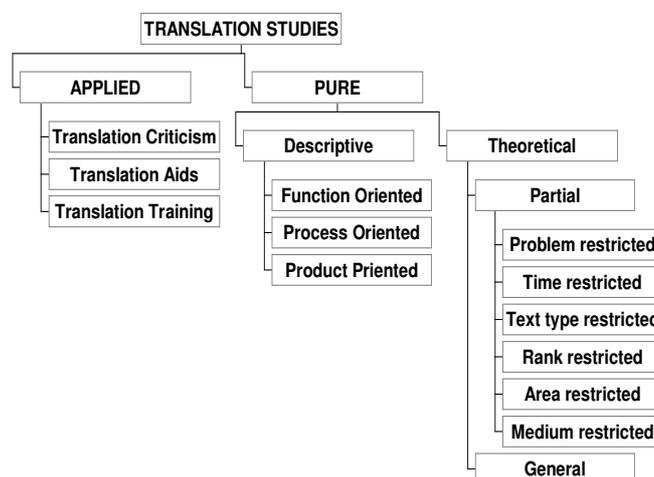 TRANSLATION STUDIES
APPLIED
Translation Criticism
Translation Aids
Translation Training
PURE
Descriptive
Function Oriented
Process Oriented
Product Priented
Theoretical
Partial
Problem restricted
Time restricted
Text type restricted
Rank restricted
Area restricted
Medium restricted
General